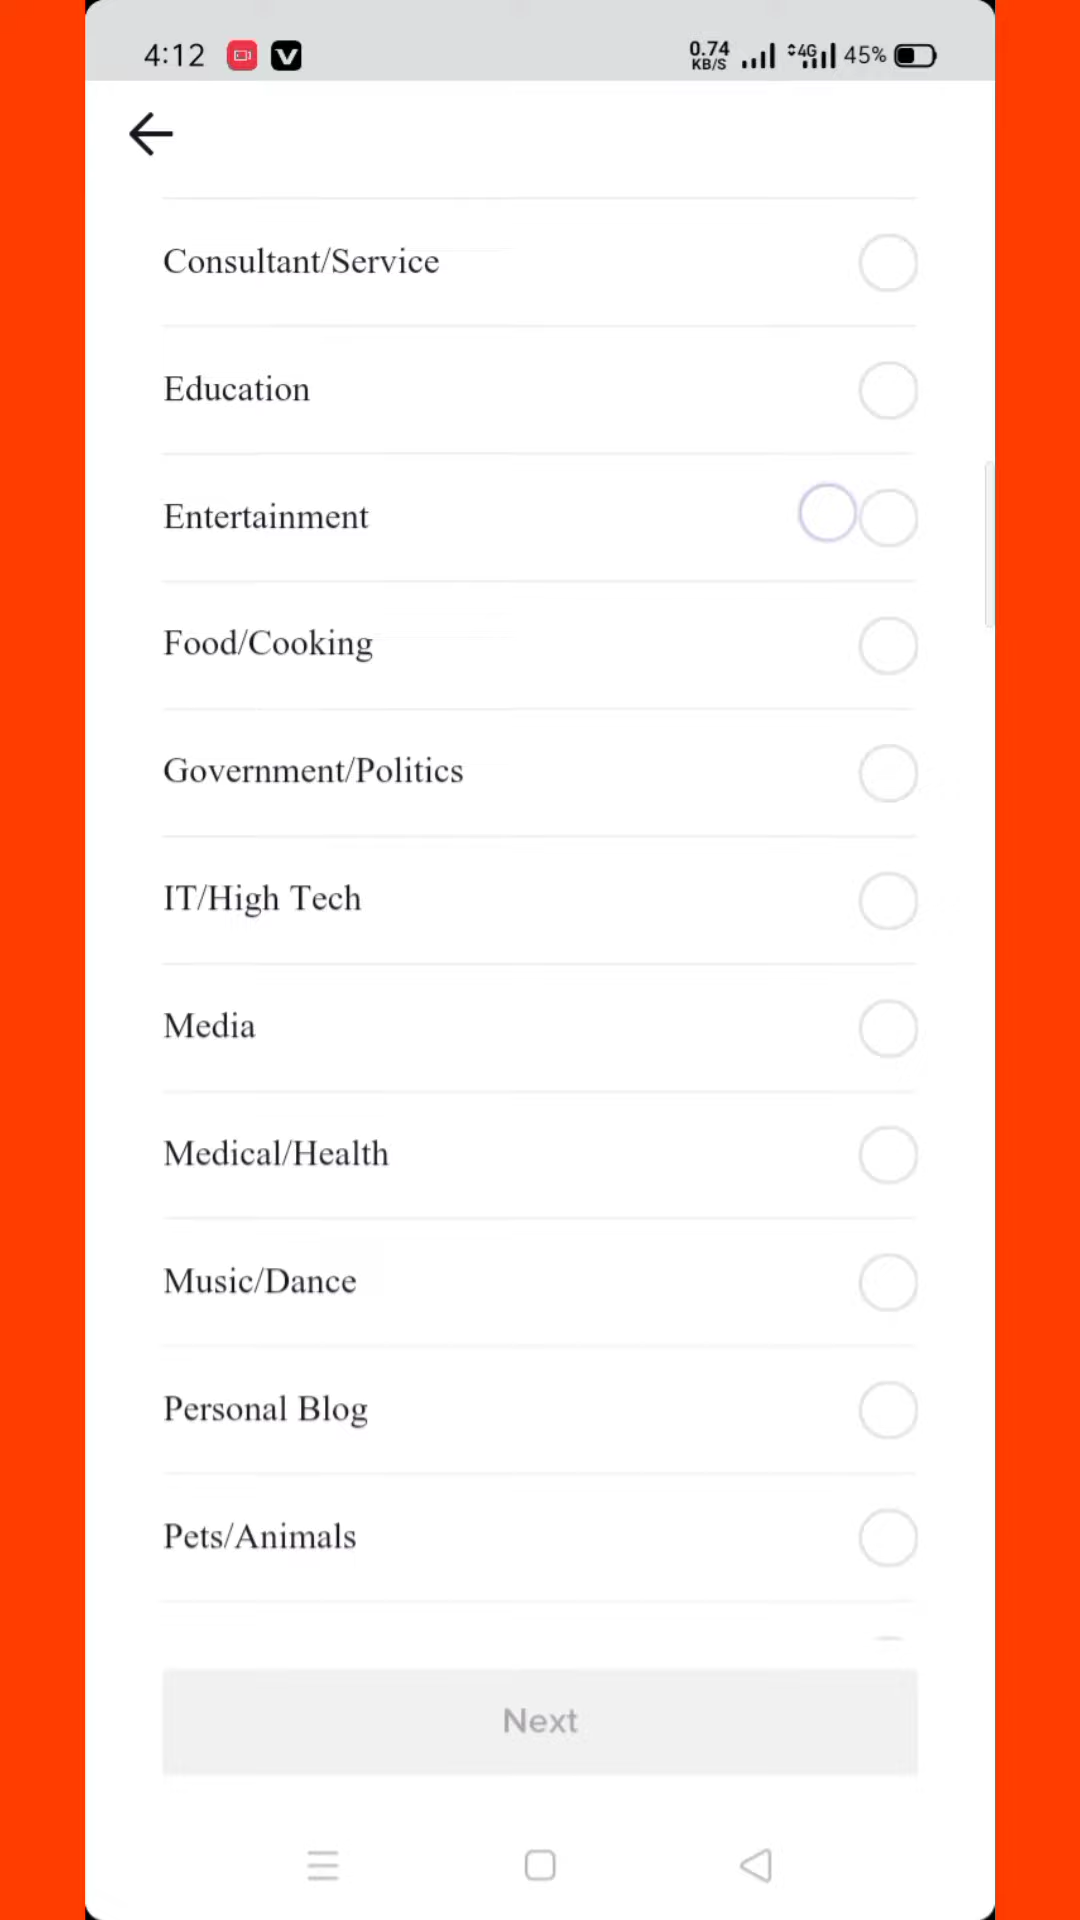 4:12
0.74
KB/S
4G
45%
Consultant/Service
Education
Entertainment
Food/Cooking
Government/Politics
IT/High Tech
Media
Medical/Health
Music/Dance
Personal Blog
Pets/Animals
Next